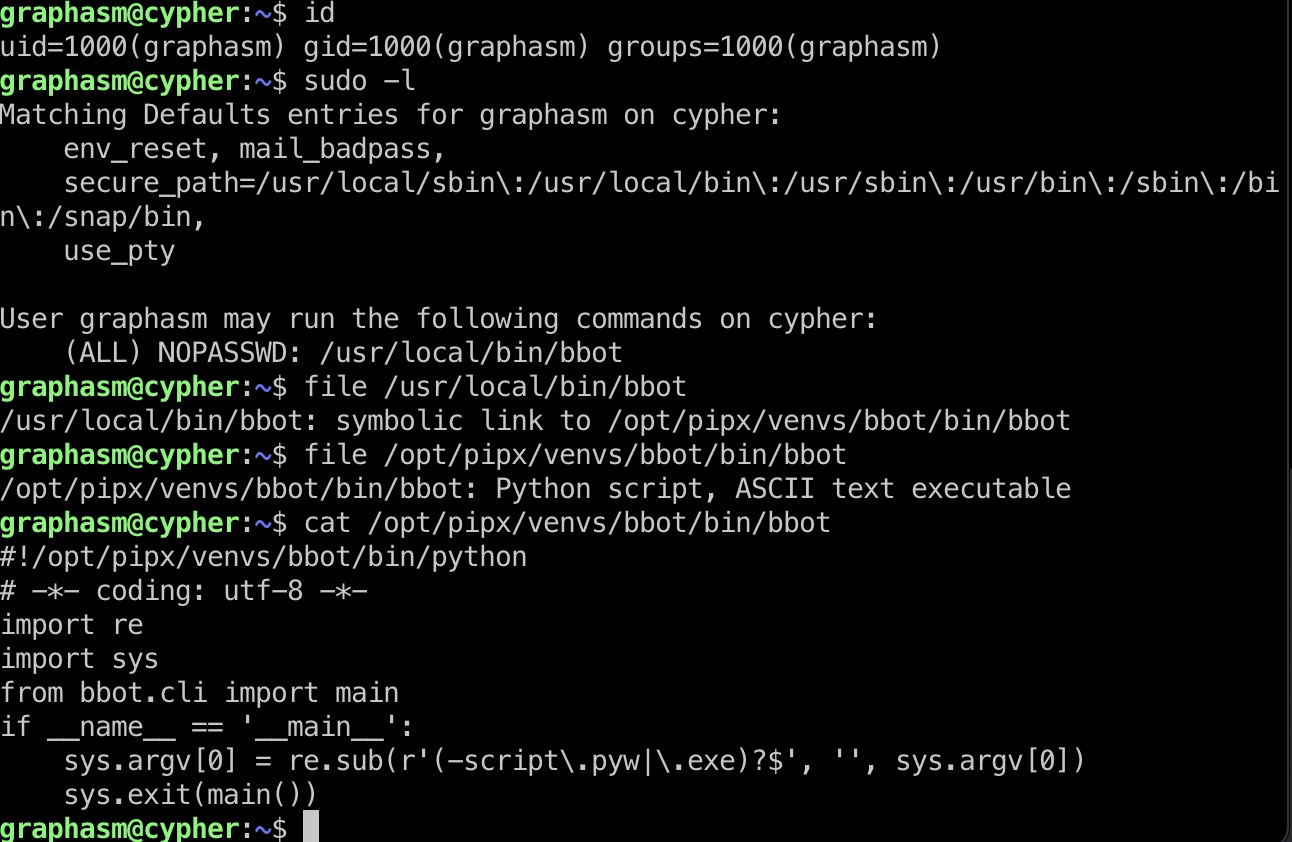 graphasm@cypher:~$ id
uid=1000(graphasm) gid=1000(graphasm) groups=1000(graphasm)
graphasm@cypher:~$ sudo -l
Matching Defaults entries for graphasm on cypher:
    env_reset, mail_badpass,
    secure_path=/usr/local/sbin\:/usr/local/bin\:/usr/sbin\:/usr/bin\:/sbin\:/bi
n\:/snap/bin,
    use_pty

User graphasm may run the following commands on cypher:
    (ALL) NOPASSWD: /usr/local/bin/bbot
graphasm@cypher:~$ file /usr/local/bin/bbot
/usr/local/bin/bbot: symbolic link to /opt/pipx/venvs/bbot/bin/bbot
graphasm@cypher:~$ file /opt/pipx/venvs/bbot/bin/bbot
/opt/pipx/venvs/bbot/bin/bbot: Python script, ASCII text executable
graphasm@cypher:~$ cat /opt/pipx/venvs/bbot/bin/bbot
#!/opt/pipx/venvs/bbot/bin/python
# -*- coding: utf-8 -*-
import re
import sys
from bbot.cli import main
if __name__ == '__main__':
    sys.argv[0] = re.sub(r'(-script\.pyw|\.exe)?$', '', sys.argv[0])
    sys.exit(main())
graphasm@cypher:~$